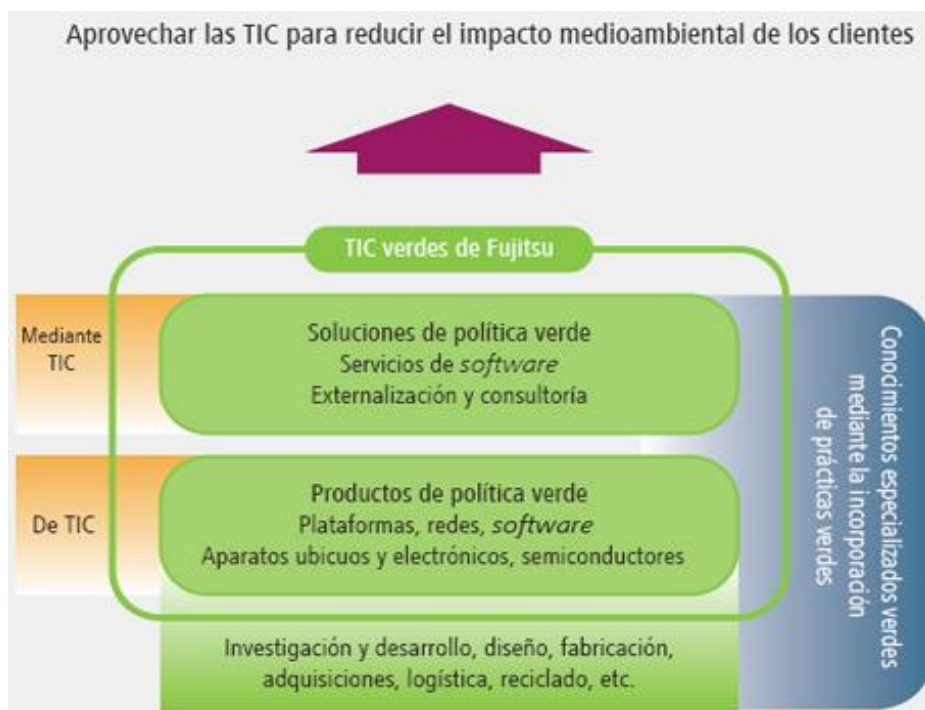 Aprovechar las TIC para reducir el impacto medioambiental de los clientes
TIC verdes de Fujitsu
Mediante
TIC
Soluciones de política verde
Servicios de software
Externalización y consultoría
De TIC
Productos de política verde
Plataformas, redes, software
Aparatos ubicuos y electrónicos, semiconductores
Investigación y desarrollo, diseño, fabricación,
adquisiciones, logística, reciclado, etc.
Conocimientos especializados verdes
mediante la incorporación
de prácticas verdes